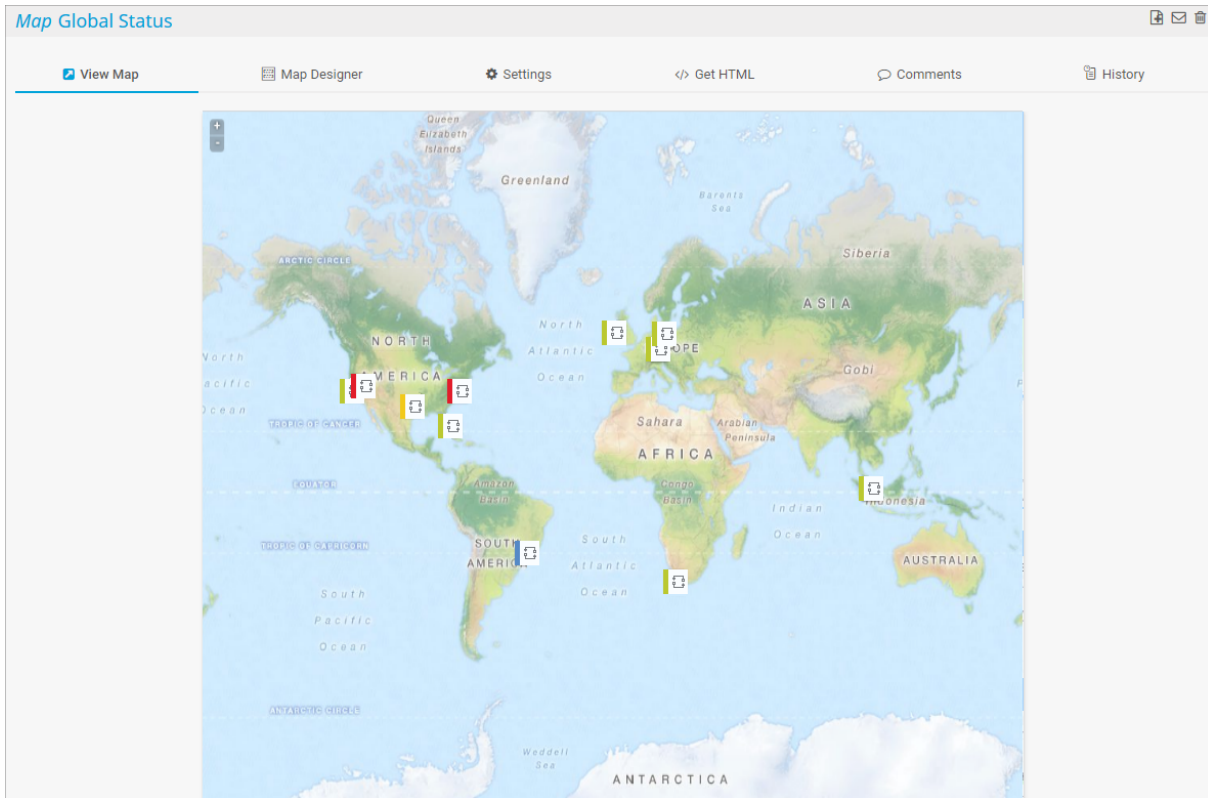 Map Global Status
View Map
Map Designer
Settings
</> Get HTML
Comments
History
+
-
Queen
Elizabeth
Islands
Greenland
Barents
Sea
Siberia
ARCTIC CIRCLE
ASIA
North
Atlantic
Ocean
NORTH
AMERICA
OPE
North
acific
Ocean
Gobi
TROPIC OF CANCER
Sahara
Arabian
Peninsula
AFRICA
EQUATOR
Amazon
Basin
Congo
Basin
Indian
Ocean
Indonesia
TROPIC OF CAPRICORN
SOUTH
AMERICA
South
Atlantic
Ocean
AUSTRALIA
South
Pacific
Ocean
ANTARCTIC CIRCLE
Weddell
Sea
ANTARCTICA